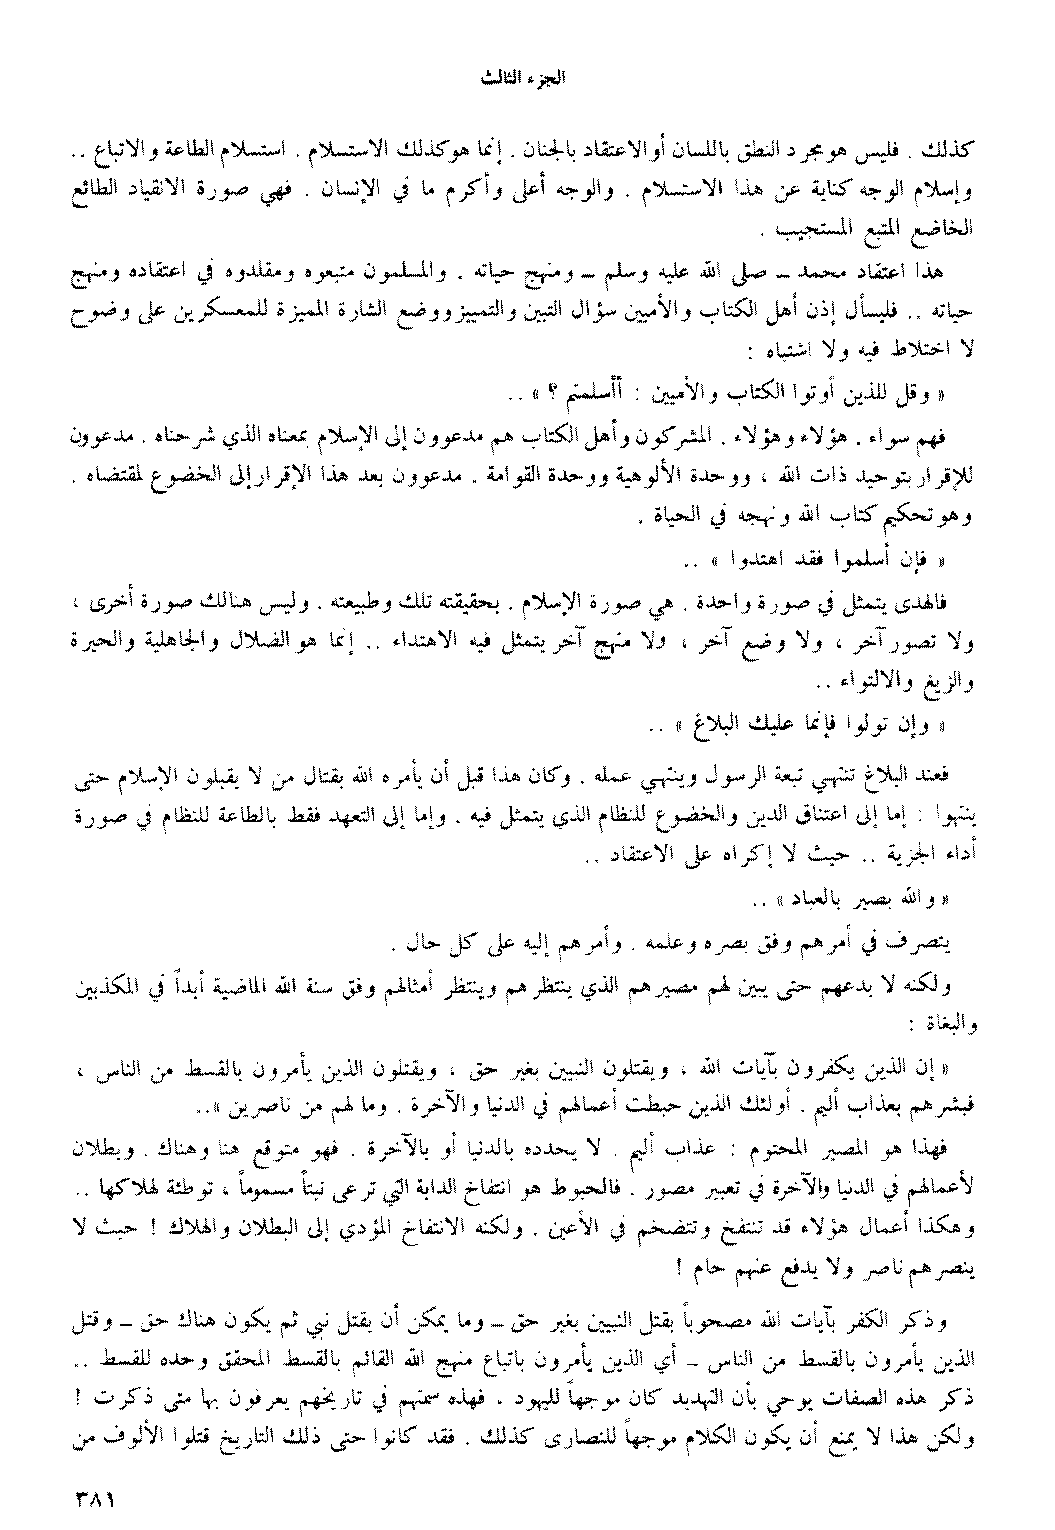 الجزء الثالث
كذلك . فليس هو مجرد النطق باللسان أو الاعتقاد بالجنان . إنما هو كذلك الاستسلام . استسلام الطاعة والاتباع ..
وإسلام الوجه كناية عن هذا الاستسلام . والوجه أعلى وأكرم ما في الإنسان . فهي صورة الانقياد الطائع
الخاضع المتبع المستجيب .
هذا اعتقاد محمد – صلى الله عليه وسلم – ومنهج حياته . والمسلمون متبعوه ومقلدوه في اعتقاده ومنهج
حياته .. فليسأل إذن أهل الكتاب والأميين سؤال التبين والتمييز ووضع الشارة المميزة للمعسكرين على وضوح
لا اختلاط فيه ولا اشتباه :
« وقل للذين أوتوا الكتاب والأميين : أأسلمتم ؟ » ..
فهم سواء . هؤلاء وهؤلاء . المشركون وأهل الكتاب هم مدعوون إلى الإسلام بمعناه الذي شرحناه . مدعوون
للإقرار بتوحيد ذات الله ، ووحدة الألوهية ووحدة القوامة . مدعوون بعد هذا الإقرار إلى الخضوع لمقتضاه .
وهو تحكيم كتاب الله ونهجه في الحياة .
« فإن أسلموا فقد اهتدوا » ..
فالهدى يتمثل في صورة واحدة . هي صورة الإسلام . بحقيقته تلك وطبيعته . وليس هنالك صورة أخرى ،
ولا تصور آخر ، ولا وضع آخر ، ولا منهج آخر يتمثل فيه الاهتداء .. إنما هو الضلال والجاهلية والحيرة
والزيغ والالتواء ..
« وإن تولوا فإنما عليك البلاغ » ..
فعند البلاغ تنتهي تبعة الرسول وينتهي عمله . وكان هذا قبل أن يأمره الله بقتال من لا يقبلون الإسلام حتى
ينتهوا : إما إلى اعتناق الدين والخضوع للنظام الذي يتمثل فيه . وإما إلى التعهد فقط بالطاعة للنظام في صورة
أداء الجزية .. حيث لا إكراه على الاعتقاد ..
« والله بصير بالعباد » ..
يتصرف في أمرهم وفق بصره وعلمه . وأمرهم إليه على كل حال .
ولكنه لا يدعهم حتى يبين لهم مصيرهم الذي ينتظرهم وينتظر أمثالهم وفق سنة الله الماضية أبداً في المكذبين
والبغاة :
« إن الذين يكفرون بآيات الله ، ويقتلون النبيين بغير حق ، ويقتلون الذين يأمرون بالقسط من الناس ،
فبشرهم بعذاب أليم . أولئك الذين حبطت أعمالهم في الدنيا والآخرة . وما لهم من ناصرين »..
فهذا هو المصير المحتوم : عذاب أليم . لا يحدده بالدنيا أو بالآخرة . فهو متوقع هنا وهناك . وبطلان
لأعمالهم في الدنيا والآخرة في تعبير مصور . فالحبوط هو انتفاخ الدابة التي ترعى نبتاً مسموماً ، توطئة لهلاكها ..
وهكذا أعمال هؤلاء قد تنتفخ وتتضخم في الأعين . ولكنه الانتفاخ المؤدي إلى البطلان والهلاك ! حيث لا
ينصرهم ناصر ولا يدفع عنهم حام !
وذكر الكفر بآيات الله مصحوباً بقتل النبيين بغير حق – وما يمكن أن يقتل نبي ثم يكون هناك حق – وقتل
الذين يأمرون بالقسط من الناس – أي الذين يأمرون باتباع منهج الله القائم بالقسط المحقق وحده للقسط ..
ذكر هذه الصفات يوحي بأن التهديد كان موجهاً لليهود ، فهذه سمتهم في تاريخهم يعرفون بها متى ذكرت !
ولكن هذا لا يمنع أن يكون الكلام موجهاً للنصارى كذلك . فقد كانوا حتى ذلك التاريخ قتلوا الألوف من
٣٨١